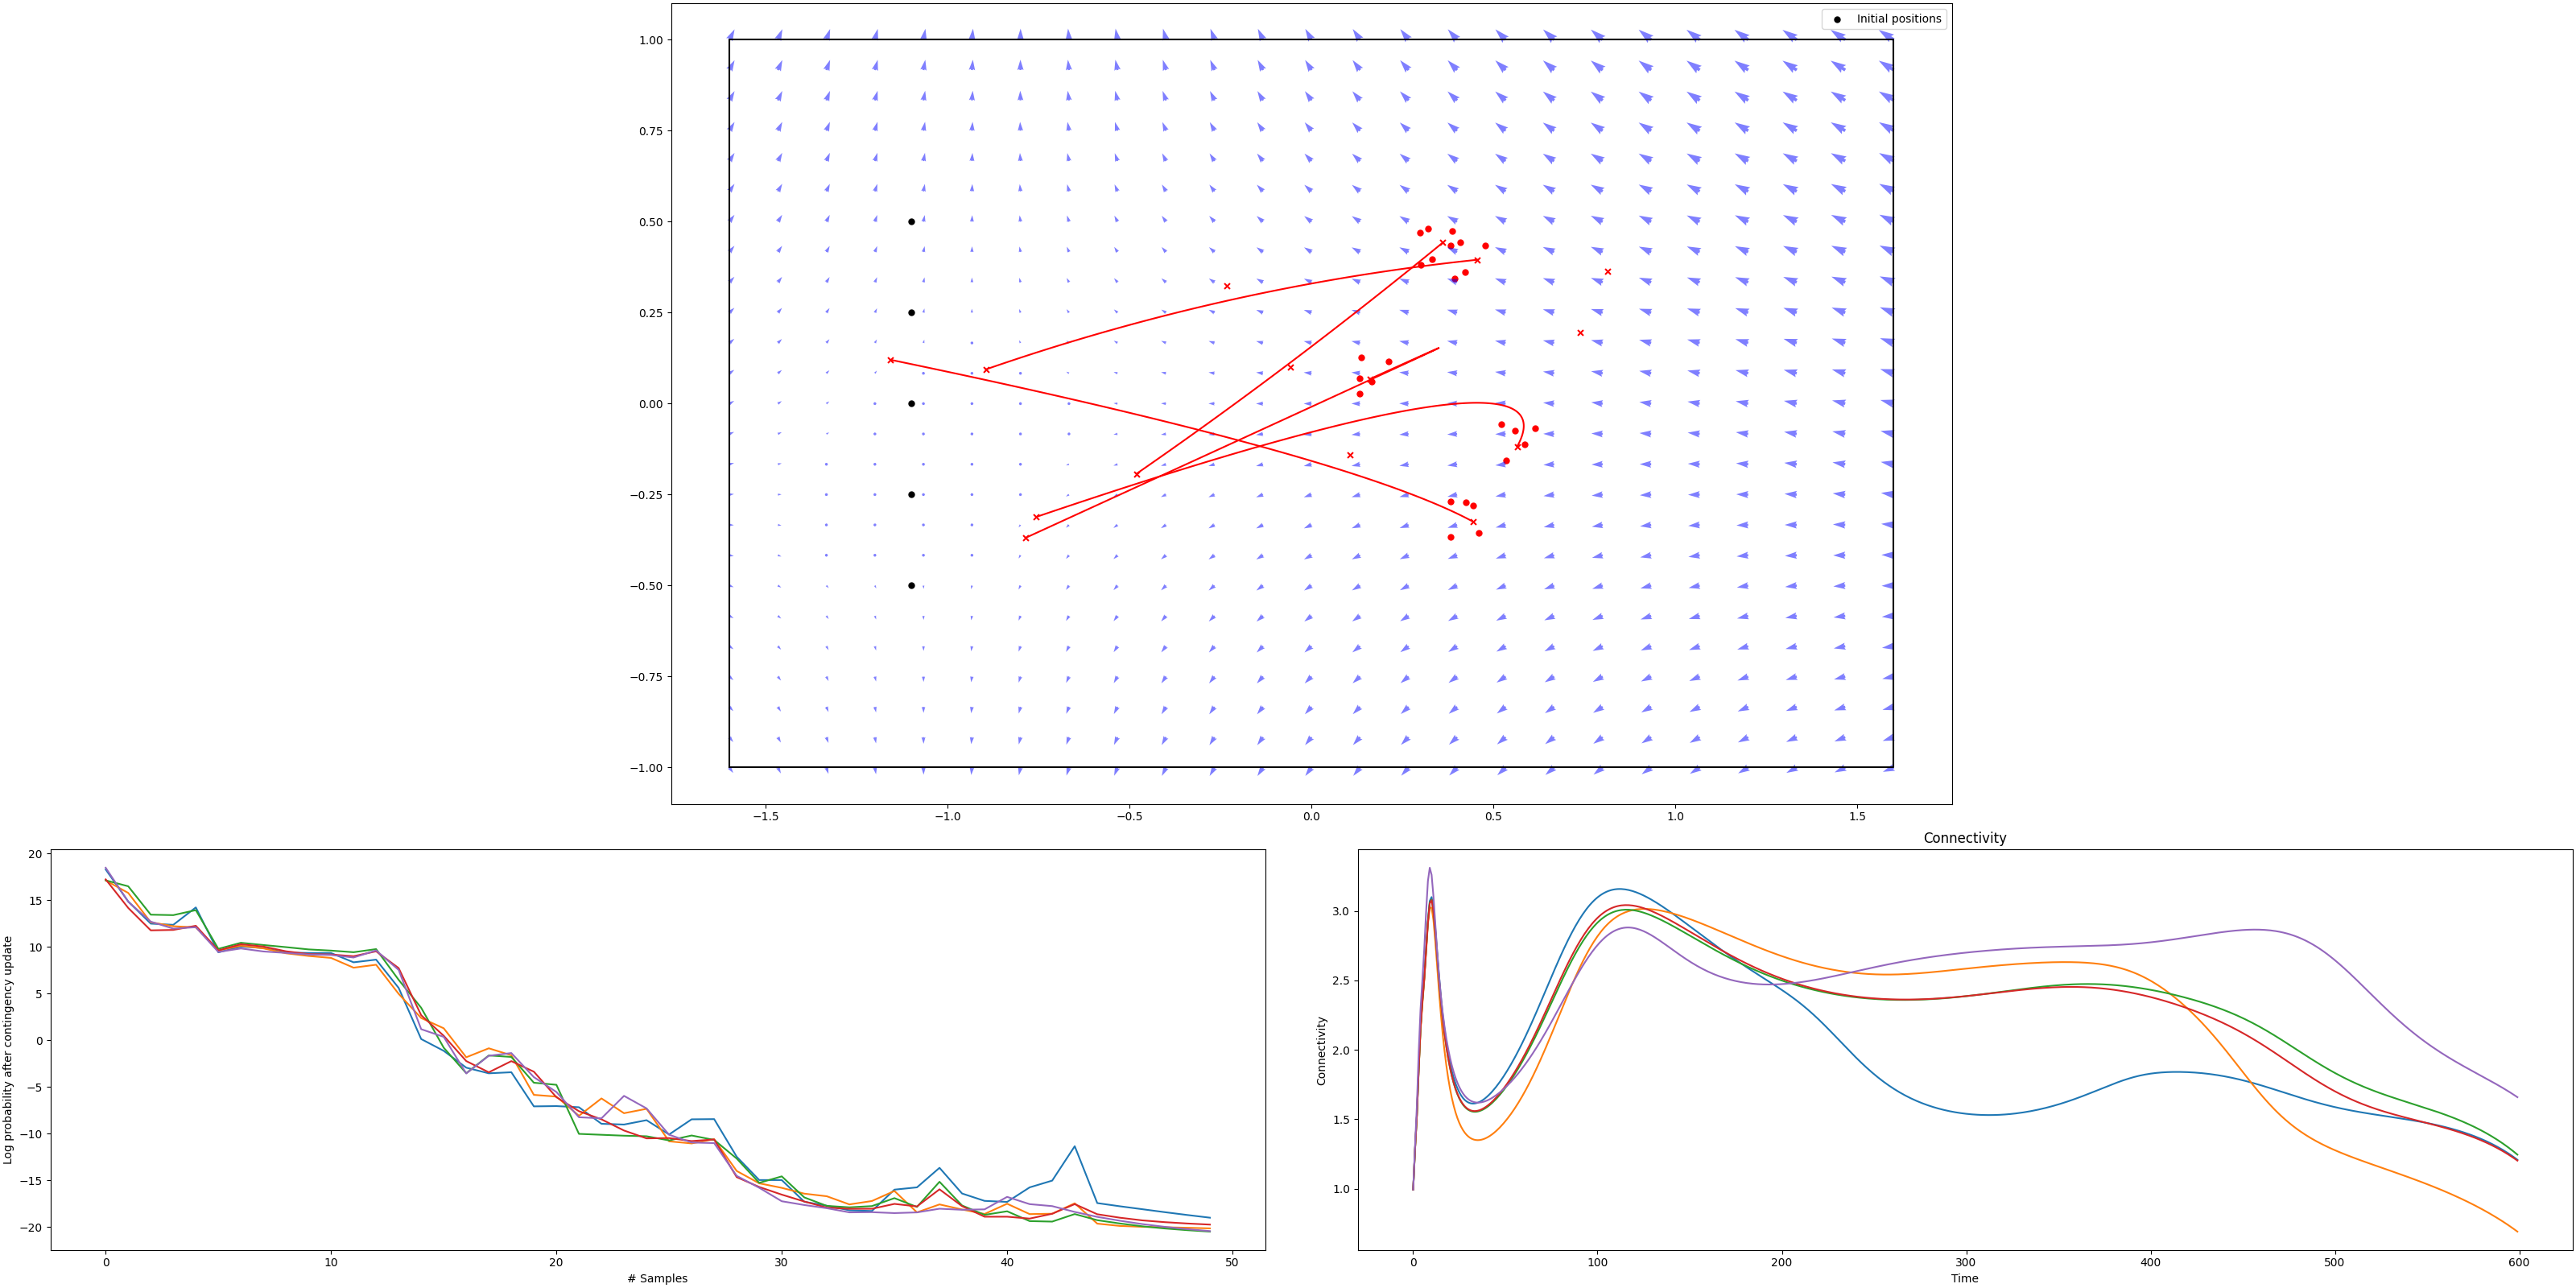 Initial positions
1.00
0.75
0.50
0.25
0.00
−0.25
−0.50
−0.75
−1.00
−1.5 −1.0 −0.5 0.0 0.5 1.0 1.5
Log probability after contingency update
20
15
10
5
0
−5
−10
−15
−20
0 10 20 30 40 50
# Samples
Connectivity
Connectivity
3.0
2.5
2.0
1.5
1.0
0 100 200 300 400 500 600
Time